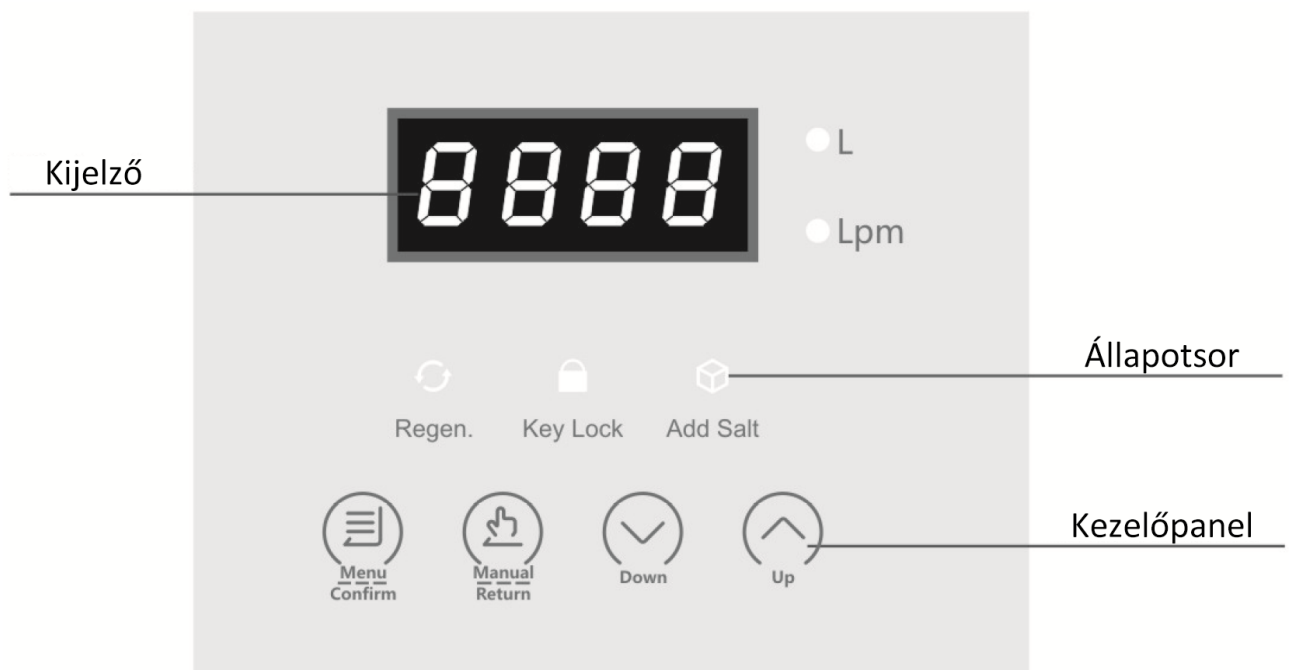 Kijelző
8888
L
Lpm
Állapotsor
Regen. Key Lock Add Salt
Kezelőpanel
Menu Manual Down Up
Confirm Return